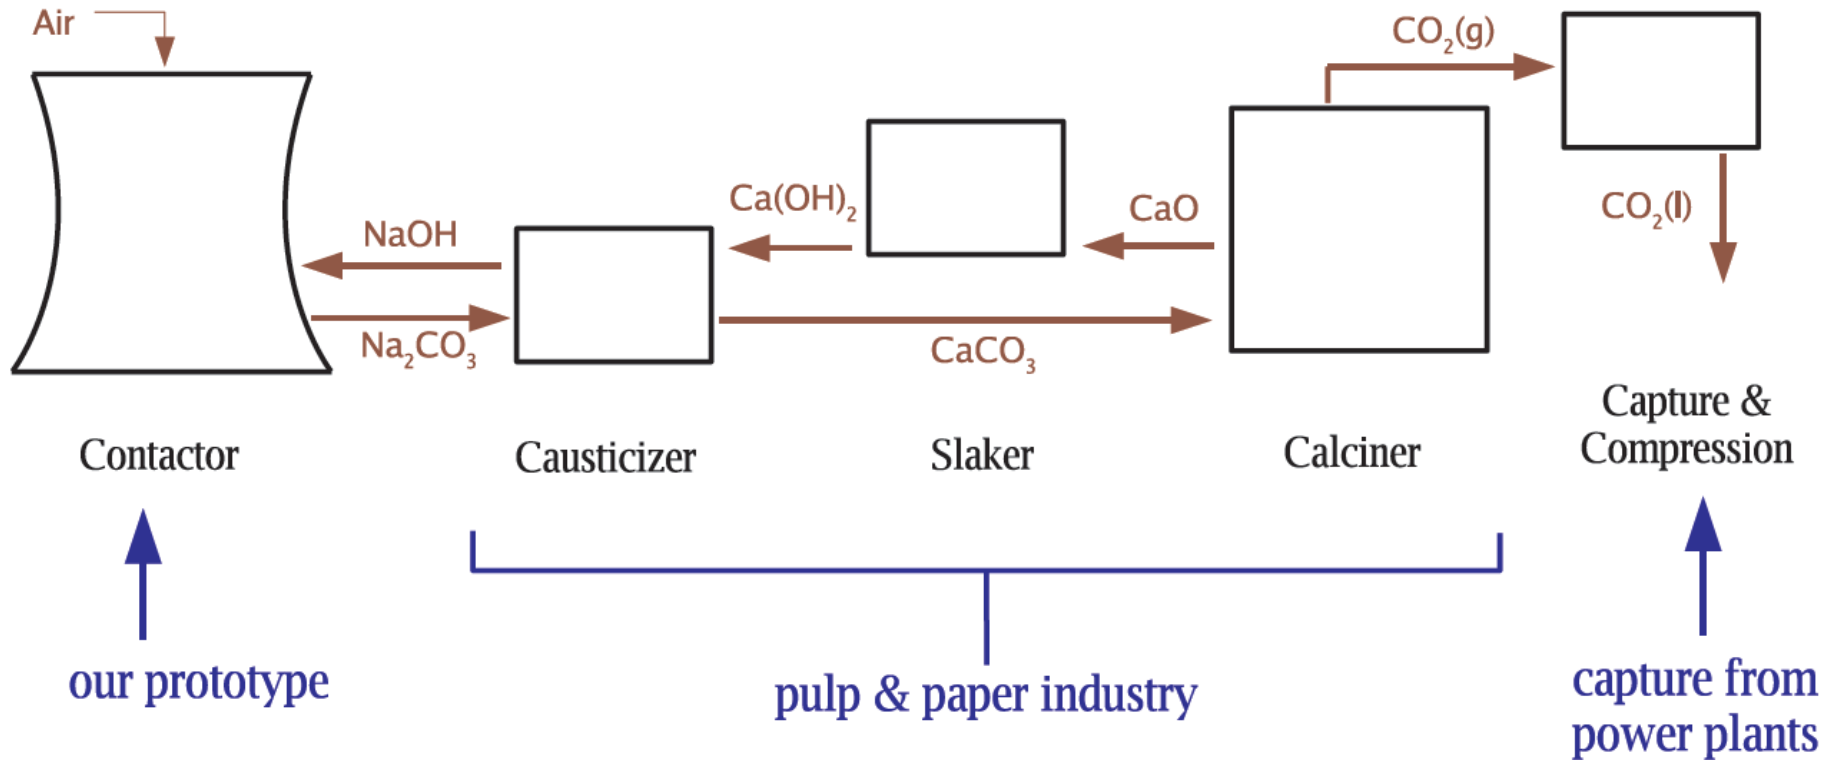 Air
CO₂(g)
Ca(OH)₂
CaO
CO₂(l)
NaOH
Na₂CO₃
CaCO₃
Contactor
Causticizer
Slaker
Calciner
Capture &
Compression
our prototype
pulp & paper industry
capture from
power plants